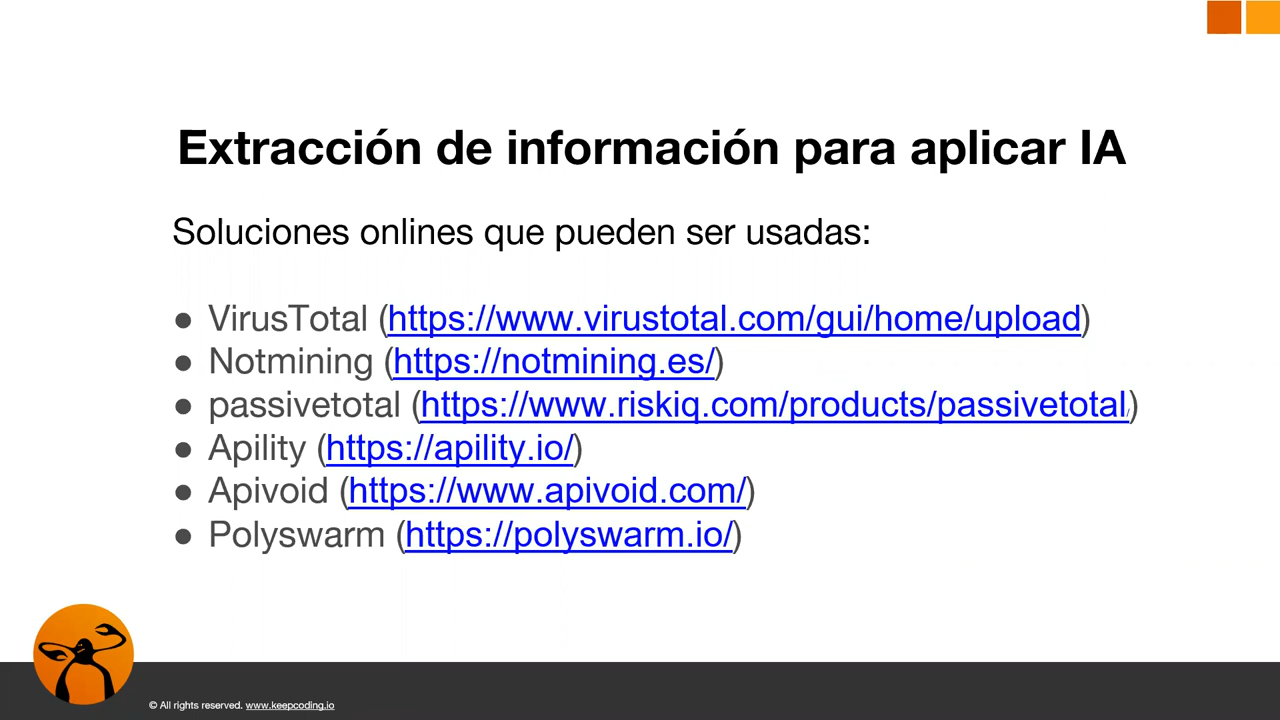 Extracción de información para aplicar IA
Soluciones onlines que pueden ser usadas:
● VirusTotal (https://www.virustotal.com/gui/home/upload)
● Notmining (https://notmining.es/)
● passivetotal (https://www.riskiq.com/products/passivetotal/)
● Apility (https://apility.io/)
● Apivoid (https://www.apivoid.com/)
● Polyswarm (https://polyswarm.io/)
© All rights reserved. www.keepcoding.io